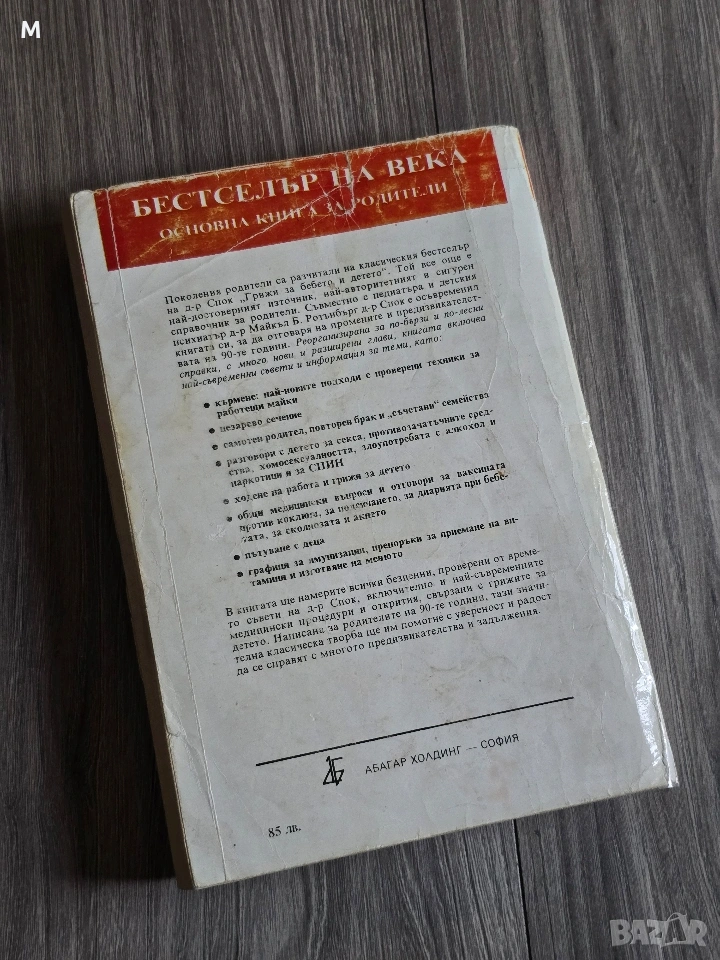 M
БЕСТСЕЛЪР НА ВЕКА
ОСНОВНА КНИГА ЗА РОДИТЕЛИ
Поколения родители са разчитали на класическия бестселър
на д-р Спок „Грижи за бебето и детето". Той все още е
най-достоверният източник, най-авторитетният и сигурен
справочник за родители. Съвместно с педиатъра и детския
психиатър д-р Майкъл Б. Ротънбърг д-р Спок е осъвременил
книгата си, за да отговаря на промените и предизвикателст-
вата на 90-те години. Реорганизирана за по-бързи и по-лесни
справки, с много нови и разширени глави, книгата включва
най-съвременни съвети и информация за теми, като:
• кърмене: най-новите подходи с проверени техники за
работещи майки
• цезарово сечение
• самотен родител, повторен брак и „съчетани" семейства
• разговори с детето за секса, противозачатъчните сред-
ства, хомосексуалността, злоупотребата с алкохол и
наркотици и за СПИН
• ходене на работа и грижи за детето
• общи медицински въпроси и отговори за ваксината
против коклюш, за подсичането, за диарията при бебе-
тата, за сколиозата и акнето
• пътуване с деца
• графици за имунизации, препоръки за приемане на ви-
тамини и изготвяне на менюто
В книгата ще намерите всички безценни, проверени от време-
то съвети на д-р Спок, включително и най-съвременните
медицински процедури и открития, свързани с грижите за
детето. Написана за родителите на 90-те години, тази значи-
телна класическа творба ще им помогне с увереност и радост
да се справят с многото предизвикателства и задължения.
АБАГАР ХОЛДИНГ — СОФИЯ
85 лв.
BAZAR